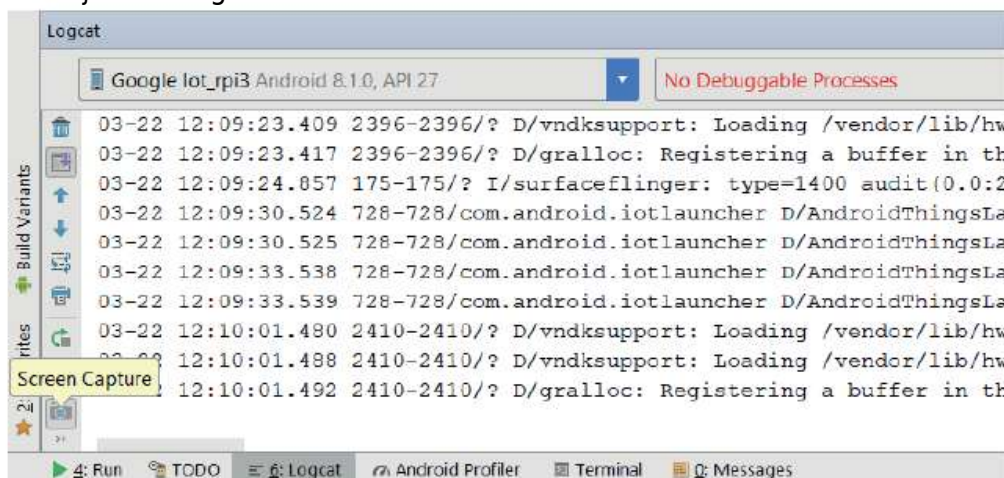 Logcat
Google Iot_rpi3 Android 8.1.0, API 27
No Debuggable Processes
03-22 12:09:23.409 2396-2396/? D/vndksupport: Loading /vendor/lib/hw
03-22 12:09:23.417 2396-2396/? D/gralloc: Registering a buffer in th
03-22 12:09:24.857 175-175/? I/surfaceflinger: type=1400 audit(0.0:2
03-22 12:09:30.524 728-728/com.android.iotlauncher D/AndroidThingsLa
03-22 12:09:30.525 728-728/com.android.iotlauncher D/AndroidThingsLa
03-22 12:09:33.538 728-728/com.android.iotlauncher D/AndroidThingsLa
03-22 12:09:33.539 728-728/com.android.iotlauncher D/AndroidThingsLa
03-22 12:10:01.480 2410-2410/? D/vndksupport: Loading /vendor/lib/hw
12:10:01.488 2410-2410/? D/vndksupport: Loading /vendor/lib/hw
12:10:01.492 2410-2410/? D/gralloc: Registering a buffer in th
Build Variants
rites
2:
Screen Capture
4: Run TODO 6: Logcat Android Profiler Terminal 0: Messages